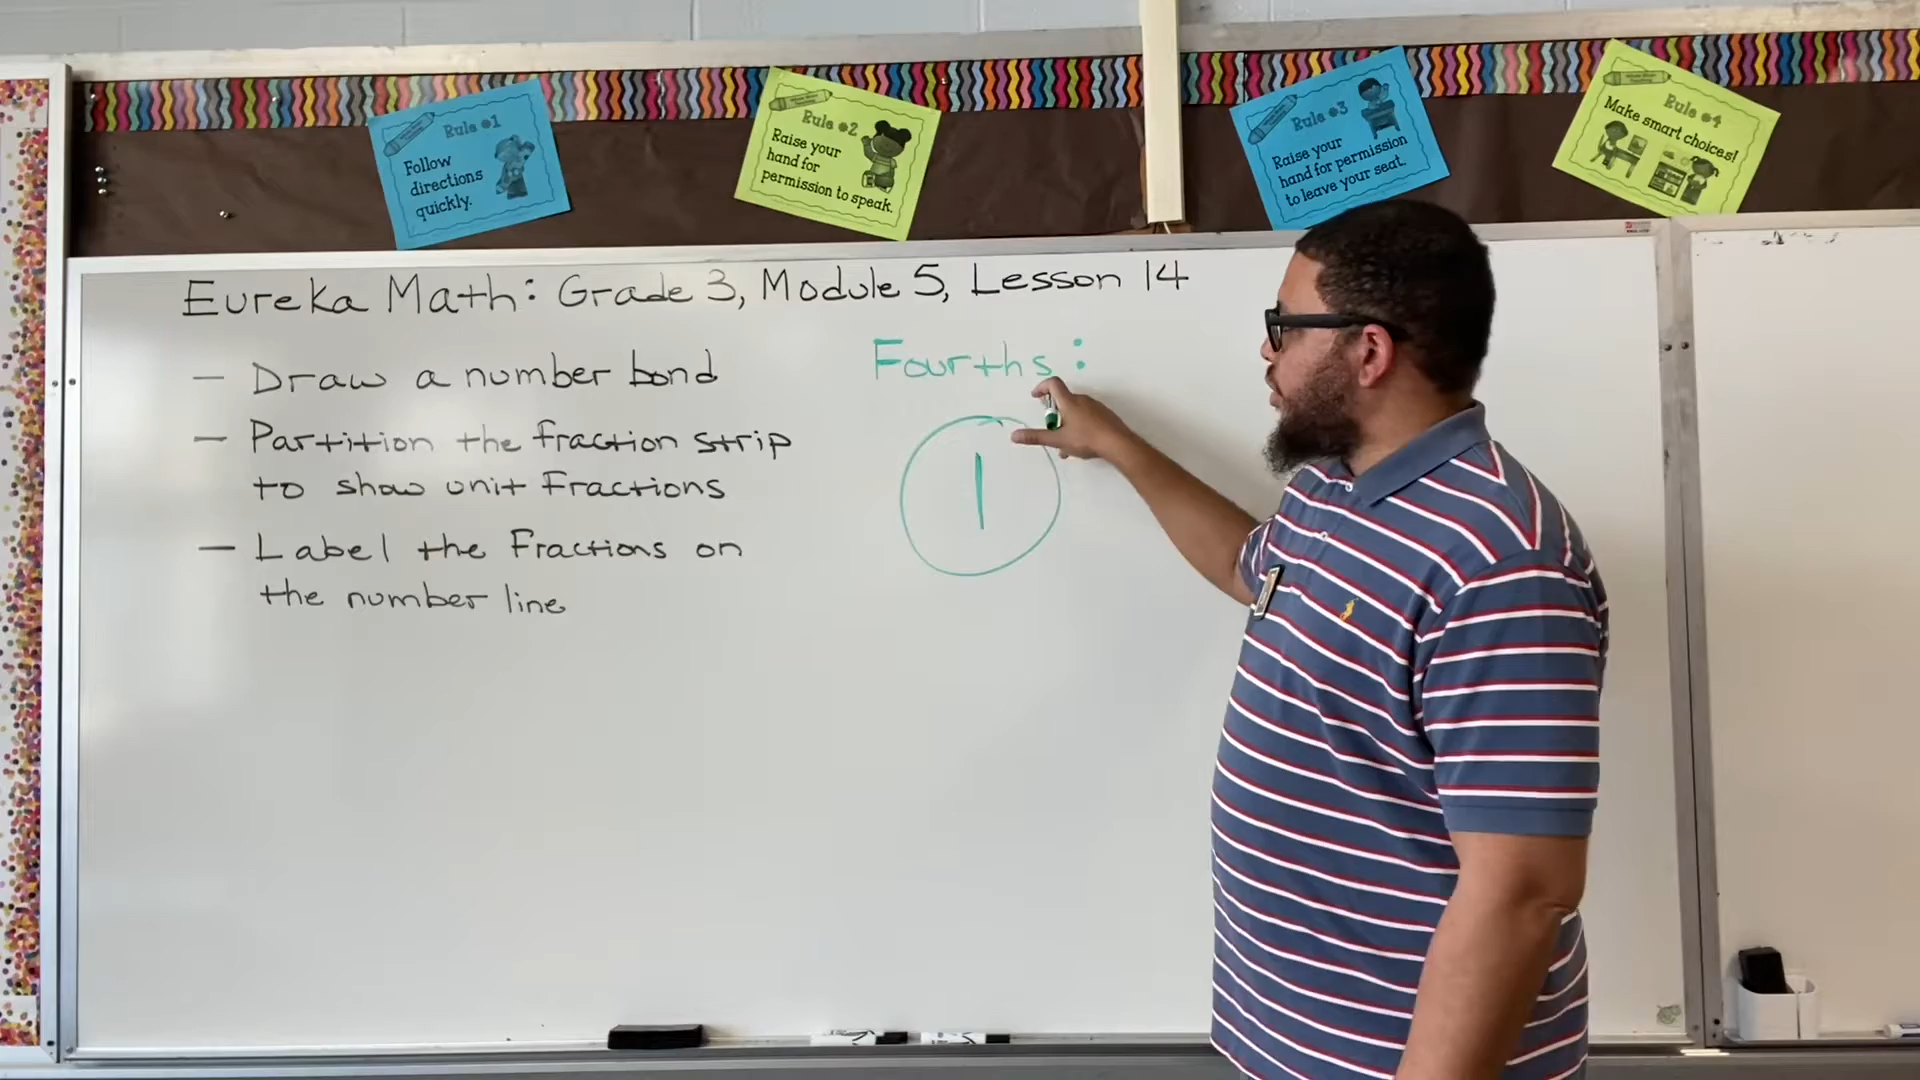 Rule #1
Follow
directions
quickly.
Rule #2
Raise your
hand for
permission to speak.
Rule #3
Raise your
hand for permission
to leave your seat.
Rule #4
Make smart choices!
Eureka Math: Grade 3, Module 5, Lesson 14
— Draw a number bond
— Partition the fraction strip
to show unit Fractions
— Label the Fractions on
the number line
Fourths:
1